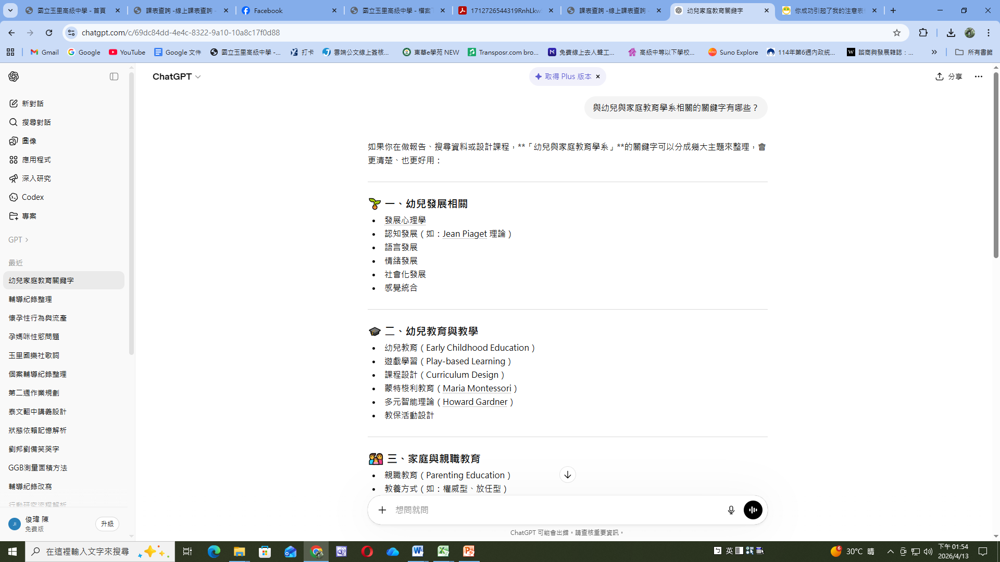 國立玉里高級中學 - 首頁
課表查詢 -線上課表查詢 -
Facebook
國立玉里高級中學 - 檔案
1712726544319RnhLkw
課表查詢 -線上課表查詢 -
幼兒家庭教育關鍵字
你成功引起了我的注意表
chatgpt.com/c/69dc84dd-4e4c-8322-9a10-10a8c17f0d88
Gmail
Google
YouTube
Google 文件
國立玉里高級中學 -...
打卡
雲端公文線上簽核...
東華e學苑 NEW
Transposr.com bro...
免費線上去人聲工...
高級中等以下學校...
Suno Explore
114年第6週內政統...
諮商與發展雜誌：...
所有書籤
ChatGPT
取得 Plus 版本
分享
新對話
搜尋對話
圖像
應用程式
深入研究
Codex
專案
GPT
最近
幼兒家庭教育關鍵字
輔導紀錄整理
懷孕性行為與流產
孕媽咪性慾問題
玉里國樂社歌詞
個案輔導紀錄整理
第二週作業規劃
泰文翻中講義設計
狀態依賴記憶解析
劉邦劉備笑哭字
GGB測量面積方法
輔導紀錄改寫
行動研究流程解析
JI
俊瑋 陳
免費版
升級
與幼兒與家庭教育學系相關的關鍵字有哪些？
如果你在做報告、搜尋資料或設計課程，**「幼兒與家庭教育學系」**的關鍵字可以分成幾大主題來整理，會
更清楚、也更好用：
一、幼兒發展相關
發展心理學
認知發展（如：Jean Piaget 理論）
語言發展
情緒發展
社會化發展
感覺統合
二、幼兒教育與教學
幼兒教育（Early Childhood Education）
遊戲學習（Play-based Learning）
課程設計（Curriculum Design）
蒙特梭利教育（Maria Montessori）
多元智能理論（Howard Gardner）
教保活動設計
三、家庭與親職教育
親職教育（Parenting Education）
教養方式（如：權威型、放任型）
想問就問
ChatGPT 可能會出錯。請查核重要資訊。
在這裡輸入文字來搜尋
英
6
30°C 晴
下午 01:54
2026/4/13